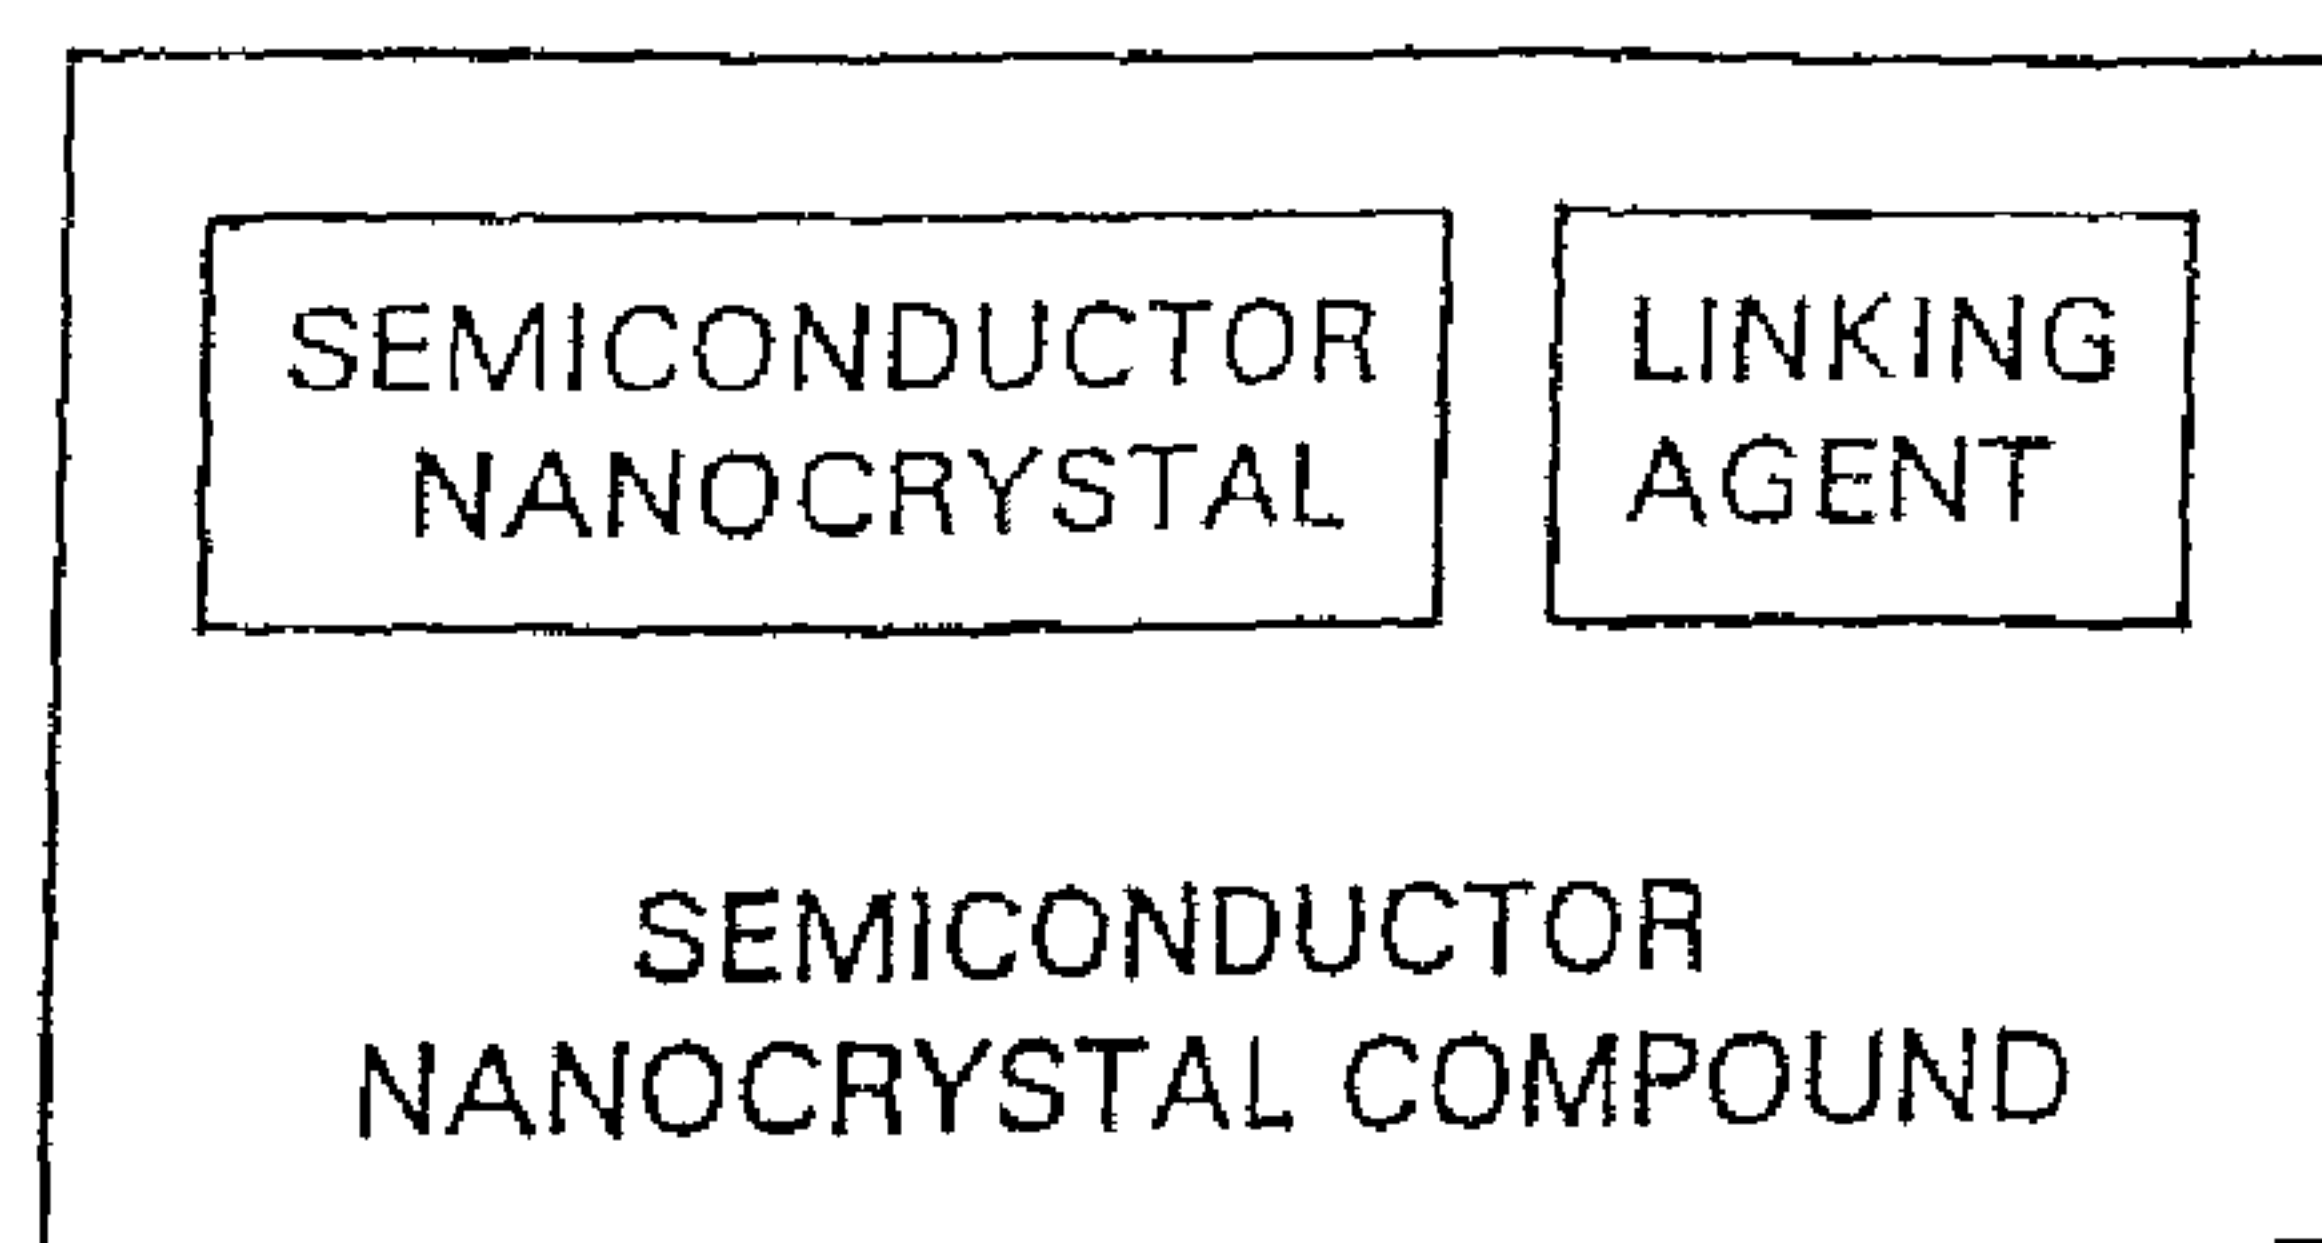 SEMICONDUCTOR
NANOCRYSTAL
LINKING
AGENT
SEMICONDUCTOR
NANOCRYSTAL COMPOUND